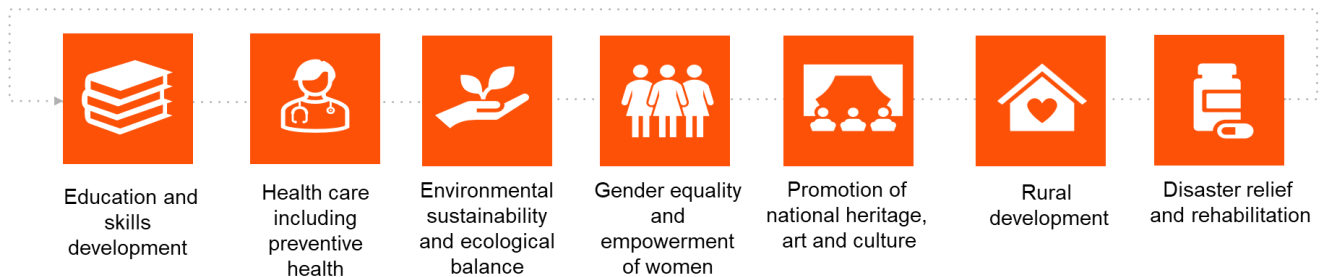 Education and
skills
development
Health care
including
preventive
health
Environmental
sustainability
and ecological
balance
Gender equality
and
empowerment
of women
Promotion of
national heritage,
art and culture
Rural
development
Disaster relief
and rehabilitation